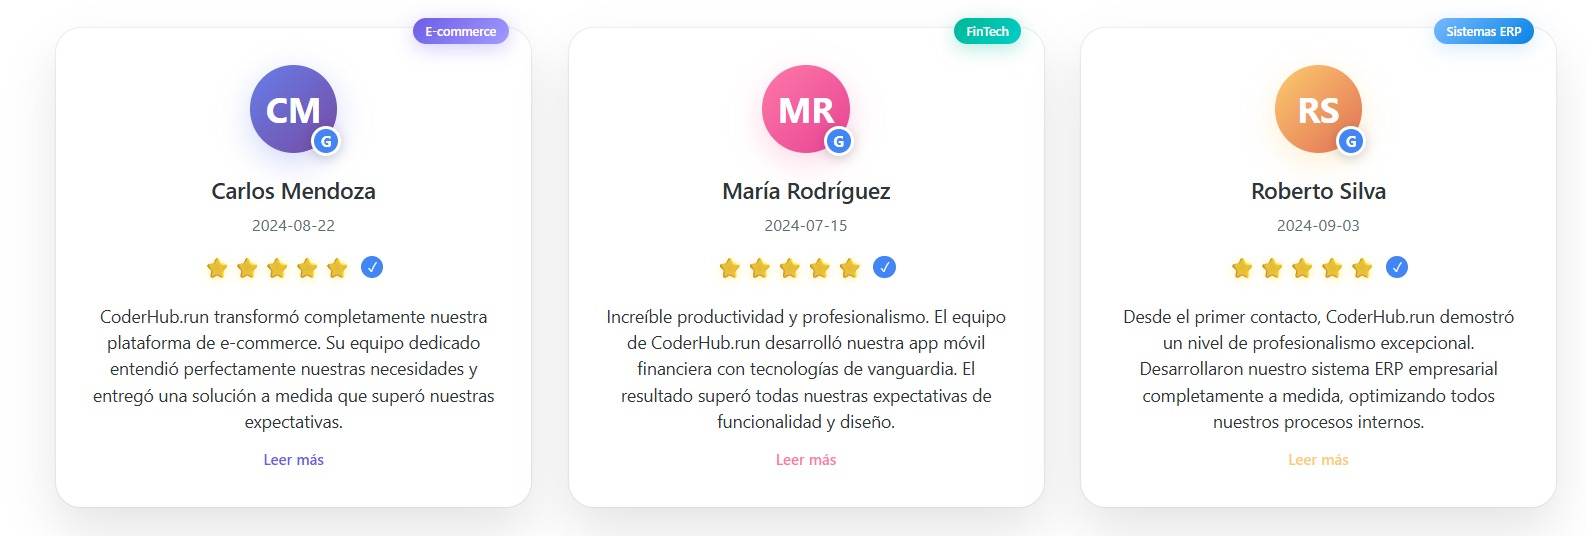 E-commerce
CM
G
Carlos Mendoza
2024-08-22
CoderHub.run transformó completamente nuestra
plataforma de e-commerce. Su equipo dedicado
entendió perfectamente nuestras necesidades y
entregó una solución a medida que superó nuestras
expectativas.
Leer más
FinTech
MR
G
María Rodríguez
2024-07-15
Increíble productividad y profesionalismo. El equipo
de CoderHub.run desarrolló nuestra app móvil
financiera con tecnologías de vanguardia. El
resultado superó todas nuestras expectativas de
funcionalidad y diseño.
Leer más
Sistemas ERP
RS
G
Roberto Silva
2024-09-03
Desde el primer contacto, CoderHub.run demostró
un nivel de profesionalismo excepcional.
Desarrollaron nuestro sistema ERP empresarial
completamente a medida, optimizando todos
nuestros procesos internos.
Leer más